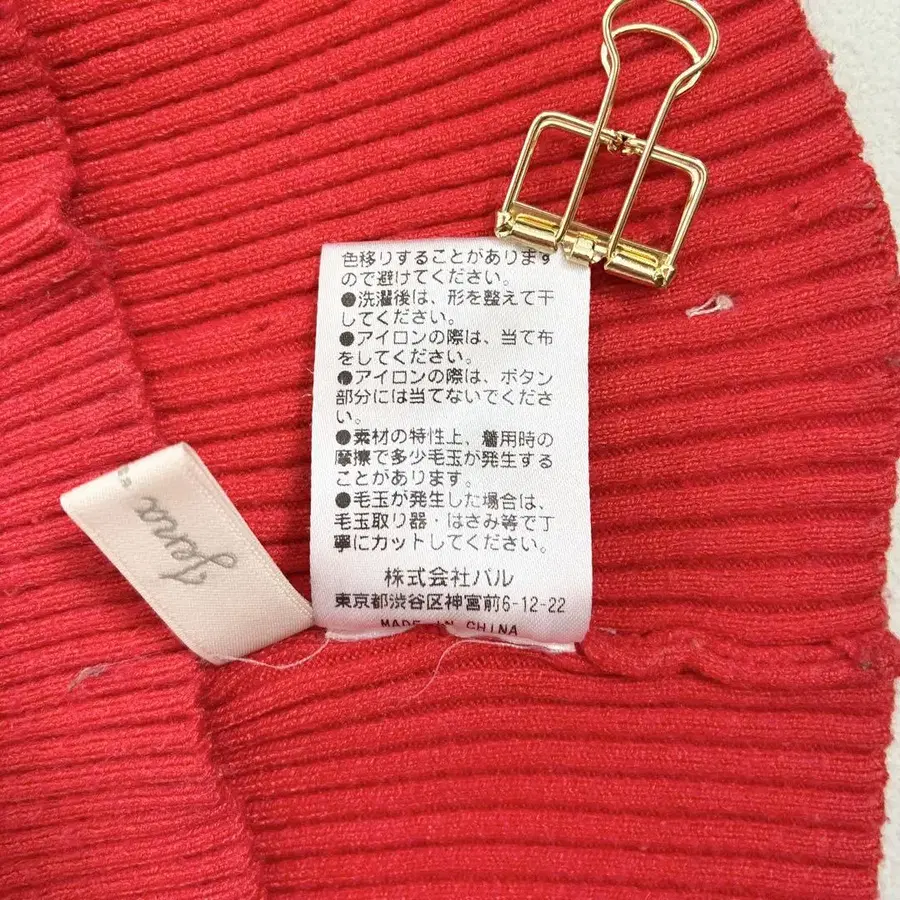 色移りすることがあります
ので避けてください。
●洗濯後は、形を整えて干
してください。
●アイロンの際は、当て布
をしてください。
●アイロンの際は、ボタン
部分には当てないでくださ
い。
●素材の特性上、着用時の
摩擦で多少毛玉が発生する
ことがあります。
●毛玉が発生した場合は、
毛玉取り器・はさみ等で丁
寧にカットしてください。
株式会社パル
東京都渋谷区神宮前6-12-22
MADE IN CHINA
Jena